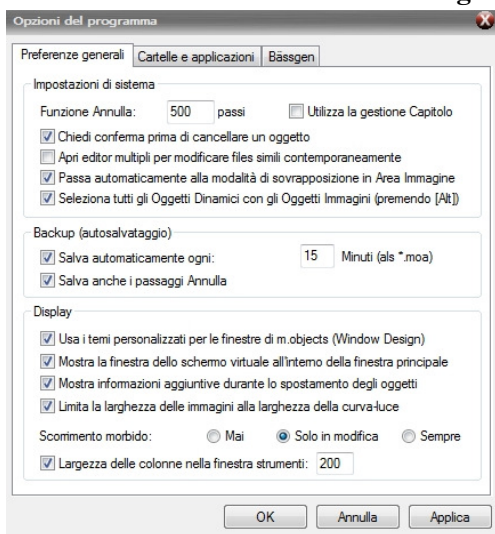 Opzioni del programma
Preferenze generali Cartelle e applicazioni Bässgen
Impostazioni di sistema
Funzione Annulla: 500 passi Utilizza la gestione Capitolo
Chiedi conferma prima di cancellare un oggetto
Apri editor multipli per modificare files simili contemporaneamente
Passa automaticamente alla modalità di sovrapposizione in Area Immagine
Seleziona tutti gli Oggetti Dinamici con gli Oggetti Immagini (premendo [Alt])
Backup (autosalvataggio)
Salva automaticamente ogni: 15 Minuti (als *.moa)
Salva anche i passaggi Annulla
Display
Usa i temi personalizzati per le finestre di m.objects (Window Design)
Mostra la finestra dello schermo virtuale all'interno della finestra principale
Mostra informazioni aggiuntive durante lo spostamento degli oggetti
Limita la larghezza delle immagini alla larghezza della curva-luce
Scorrimento morbido: Mai Solo in modifica Sempre
Largezza delle colonne nella finestra strumenti: 200
OK Annulla Applica